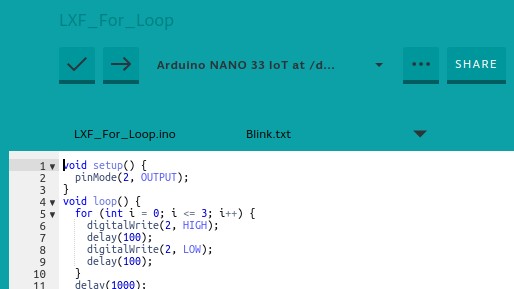 LXF_For_Loop
Arduino NANO 33 IoT at /d...
SHARE
LXF_For_Loop.ino Blink.txt
1 void setup() {
2 pinMode(2, OUTPUT);
3 }
4 void loop() {
5 for (int i = 0; i <= 3; i++) {
6 digitalWrite(2, HIGH);
7 delay(100);
8 digitalWrite(2, LOW);
9 delay(100);
10 }
11 delay(1000);